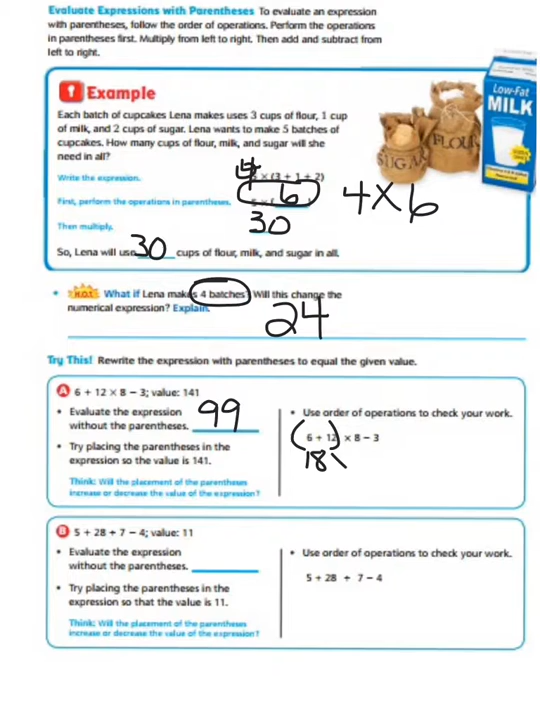 Evaluate Expressions with Parentheses To evaluate an expression
with parentheses, follow the order of operations. Perform the operations
in parentheses first. Multiply from left to right. Then add and subtract from
left to right.
! Example
Each batch of cupcakes Lena makes uses 3 cups of flour, 1 cup
of milk, and 2 cups of sugar. Lena wants to make 5 batches of
cupcakes. How many cups of flour, milk, and sugar will she
need in all?
Low-Fat
MILK
FLOUR
SUGAR
4
Write the expression. × (3 + 1 + 2)
First, perform the operations in parentheses. 5 × ( 6
4 × 6
Then multiply. 30
So, Lena will use 30 cups of flour, milk, and sugar in all.
• H.O.T. What if Lena makes 4 batches? Will this change the
numerical expression? Explain.
24
Try This! Rewrite the expression with parentheses to equal the given value.
A 6 + 12 × 8 − 3; value: 141
• Evaluate the expression
without the parentheses. 99
• Try placing the parentheses in the
expression so the value is 141.
Think: Will the placement of the parentheses
increase or decrease the value of the expression?
• Use order of operations to check your work.
(6 + 12) × 8 − 3
18
B 5 + 28 ÷ 7 − 4; value: 11
• Evaluate the expression
without the parentheses.
• Try placing the parentheses in the
expression so that the value is 11.
Think: Will the placement of the parentheses
increase or decrease the value of the expression?
• Use order of operations to check your work.
5 + 28 ÷ 7 − 4